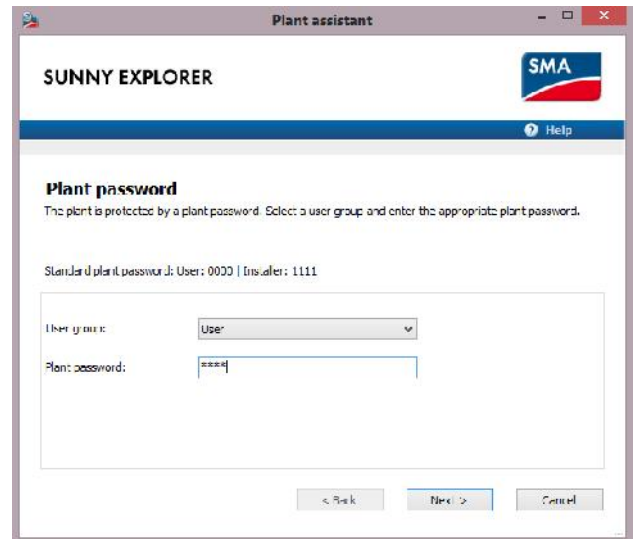 Plant assistant
SUNNY EXPLORER
SMA
? Help
Plant password
The plant is protected by a plant password. Select a user group and enter the appropriate plant password.
Standard plant password: User: 0000 | Installer: 1111
User group:
User
Plant password:
****
< Back
Next >
Cancel